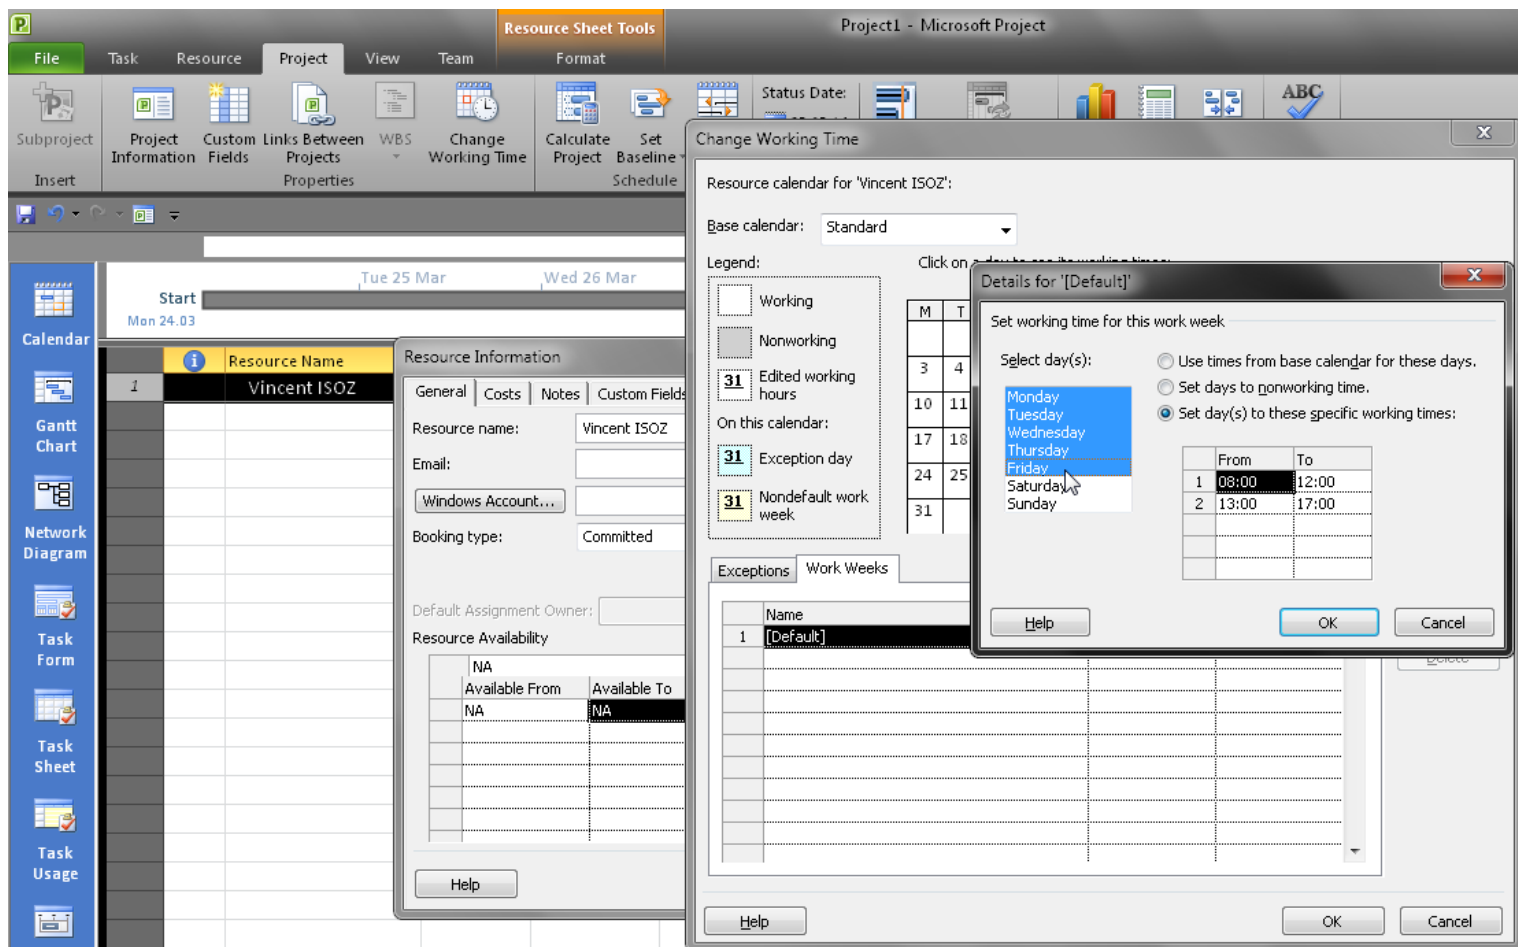 Resource Sheet Tools
Project1 - Microsoft Project
File Task Resource Project View Team Format
Subproject
Project Information
Custom Fields
Links Between Projects
WBS
Change Working Time
Calculate Project
Set Baseline
Status Date:
ABC
Insert Properties Schedule
Tue 25 Mar Wed 26 Mar
Start
Mon 24.03
Calendar
Gantt Chart
Network Diagram
Task Form
Task Sheet
Task Usage
Resource Name
1 Vincent ISOZ
Resource Information
General Costs Notes Custom Fields
Resource name: Vincent ISOZ
Email:
Windows Account...
Booking type: Committed
Default Assignment Owner:
Resource Availability
NA
Available From Available To
NA NA
Help
Change Working Time
X
Resource calendar for 'Vincent ISOZ':
Base calendar: Standard
Legend:
Click on
Working
Nonworking
31 Edited working hours
On this calendar:
31 Exception day
31 Nondefault work week
M T
3 4
10 11
17 18
24 25
31
Exceptions Work Weeks
Name
1 [Default]
Delete
Help OK Cancel
Details for '[Default]'
X
Set working time for this work week
Select day(s):
Monday
Tuesday
Wednesday
Thursday
Friday
Saturday
Sunday
Use times from base calendar for these days.
Set days to nonworking time.
Set day(s) to these specific working times:
From To
1 08:00 12:00
2 13:00 17:00
Help OK Cancel